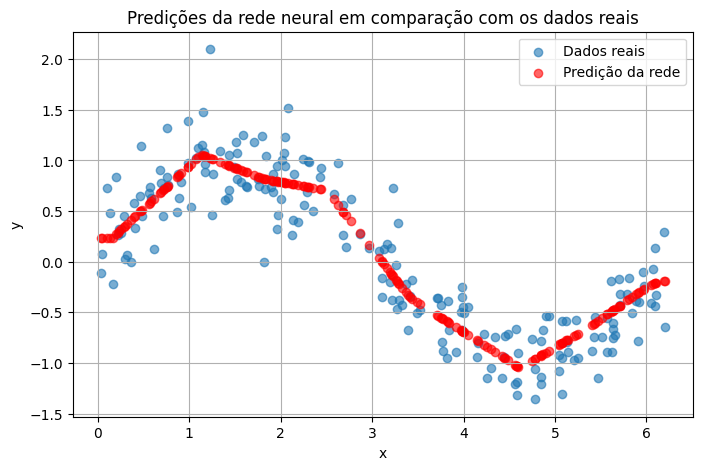 Predições da rede neural em comparação com os dados reais
Dados reais
Predição da rede
y
2.0
1.5
1.0
0.5
0.0
−0.5
−1.0
−1.5
0 1 2 3 4 5 6
x